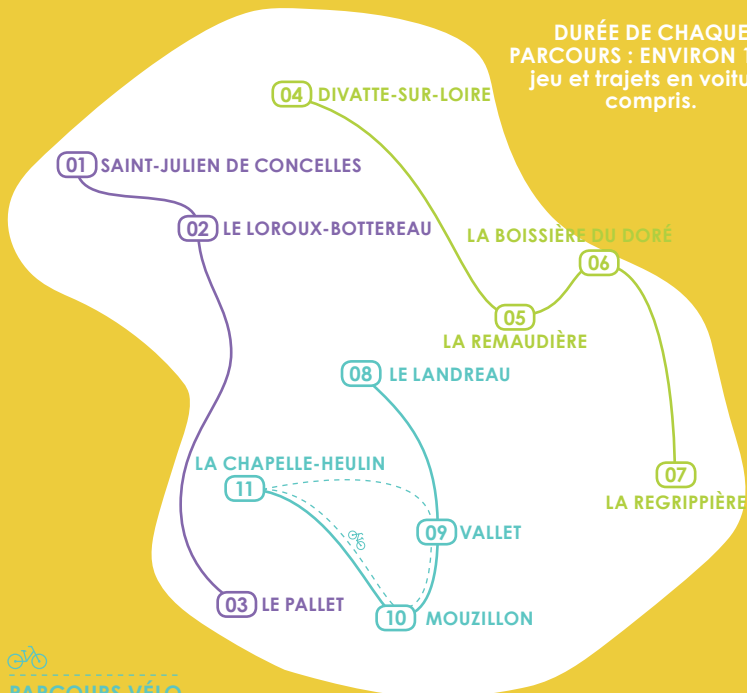 DURÉE DE CHAQUE
PARCOURS : ENVIRON
jeu et trajets en
compris.
04 DIVATTE-SUR-LOIRE
01 SAINT-JULIEN DE CONCELLES
02 LE LOROUX-BOTTEREAU
LA BOISSIÈRE DU DORÉ
06
05
LA REMAUDIÈRE
08 LE LANDREAU
LA CHAPELLE-HEULIN
11
07
LA REGRIPPIÈRE
09 VALLET
03 LE PALLET
10 MOUZILLON
PARCOURS VÉLO